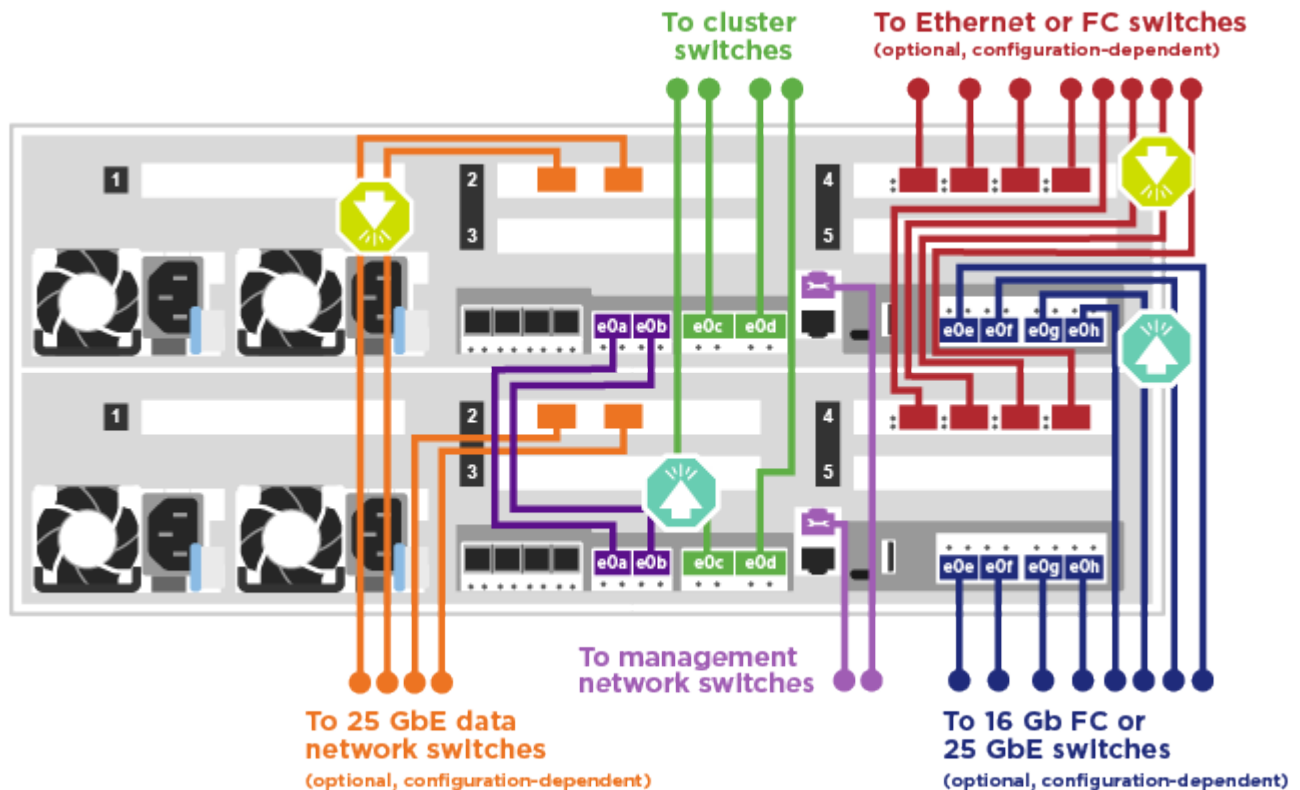 To cluster
switches
To Ethernet or FC switches
(optional, configuration-dependent)
1
2
3
4
5
e0a e0b e0c e0d
e0e e0f e0g e0h
1
2
3
4
5
e0a e0b e0c e0d
e0e e0f e0g e0h
To management
network switches
To 25 GbE data
network switches
(optional, configuration-dependent)
To 16 Gb FC or
25 GbE switches
(optional, configuration-dependent)